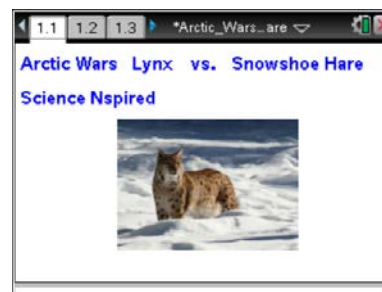 1.1 1.2 1.3 *Arctic_Wars…are
Arctic Wars Lynx vs. Snowshoe Hare
Science Nspired